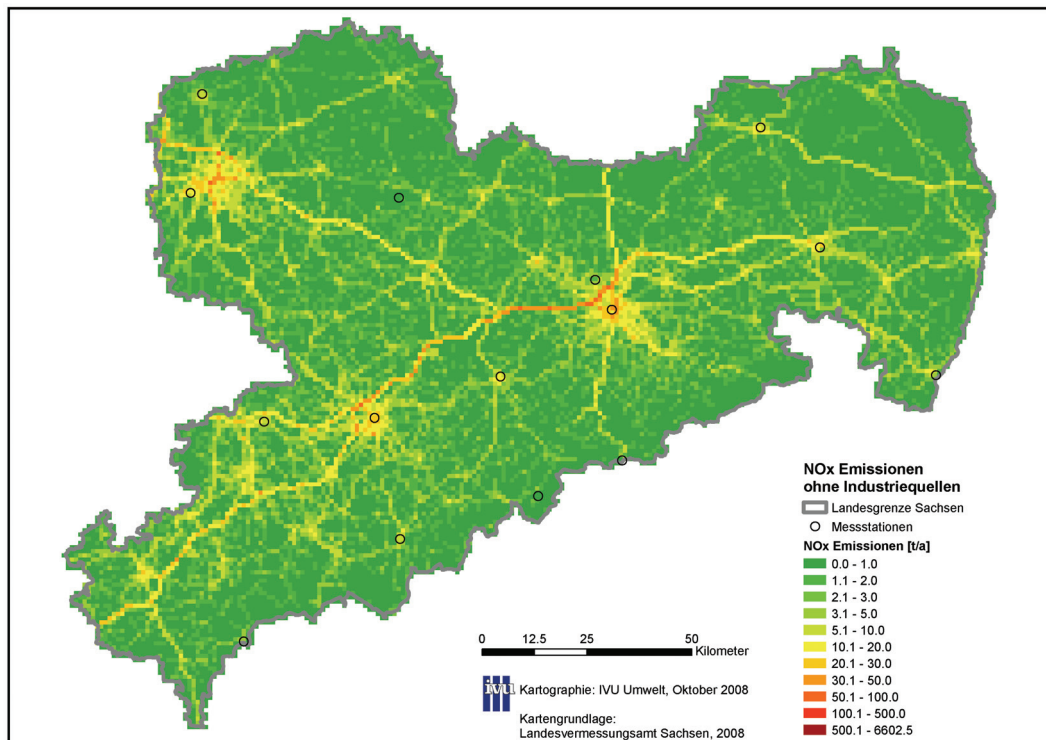 NOx Emissionen
ohne Industriequellen
Landesgrenze Sachsen
Messstationen
NOx Emissionen [t/a]
0.0 - 1.0
1.1 - 2.0
2.1 - 3.0
3.1 - 5.0
5.1 - 10.0
10.1 - 20.0
20.1 - 30.0
30.1 - 50.0
50.1 - 100.0
100.1 - 500.0
500.1 - 6602.5
0 12.5 25 50
Kilometer
ivu
Kartographie: IVU Umwelt, Oktober 2008
Kartengrundlage:
Landesvermessungsamt Sachsen, 2008